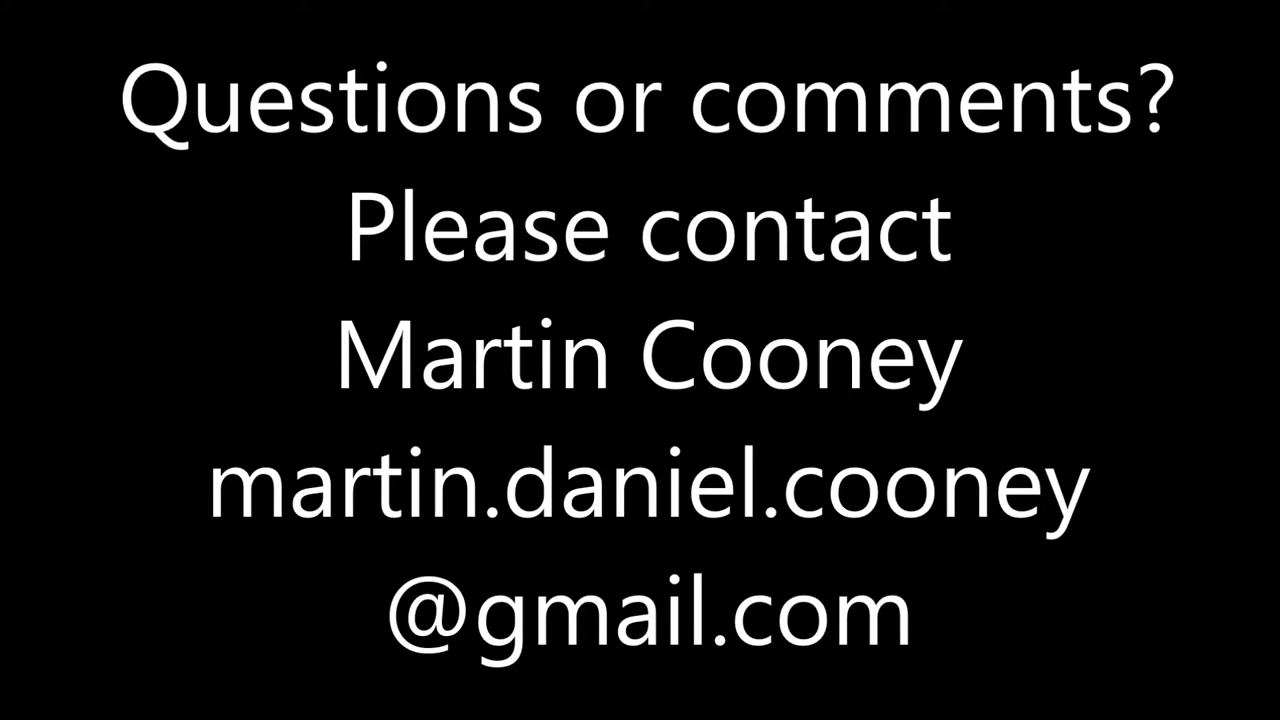 Questions or comments?
Please contact
Martin Cooney
martin.daniel.cooney
@gmail.com